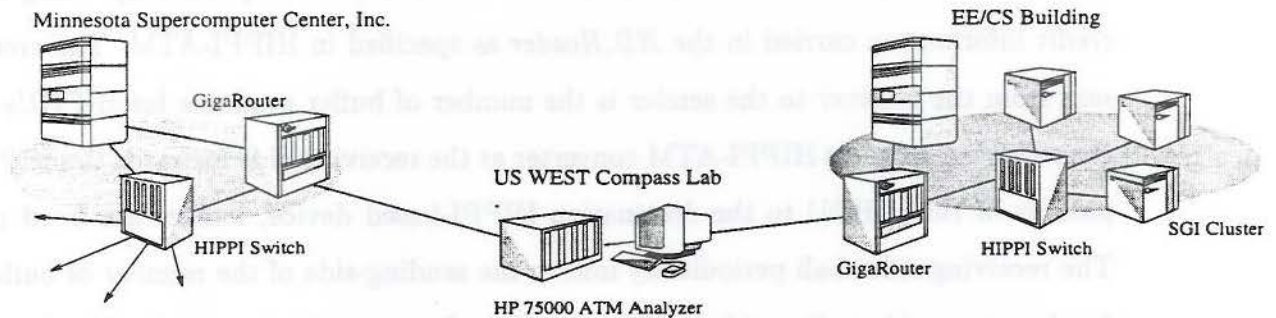 Minnesota Supercomputer Center, Inc.
EE/CS Building
GigaRouter
US WEST Compass Lab
HIPPI Switch
HP 75000 ATM Analyzer
GigaRouter
HIPPI Switch
SGI Cluster